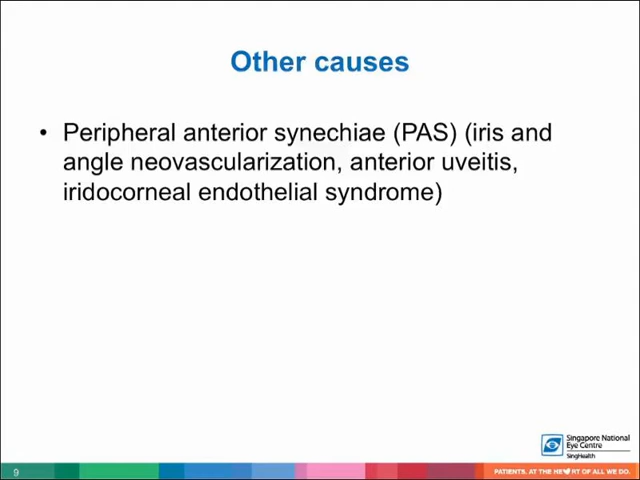 Other causes
• Peripheral anterior synechiae (PAS) (iris and
angle neovascularization, anterior uveitis,
iridocorneal endothelial syndrome)
Singapore National
Eye Centre
SingHealth
9
PATIENTS. AT THE HE RT OF ALL WE DO.